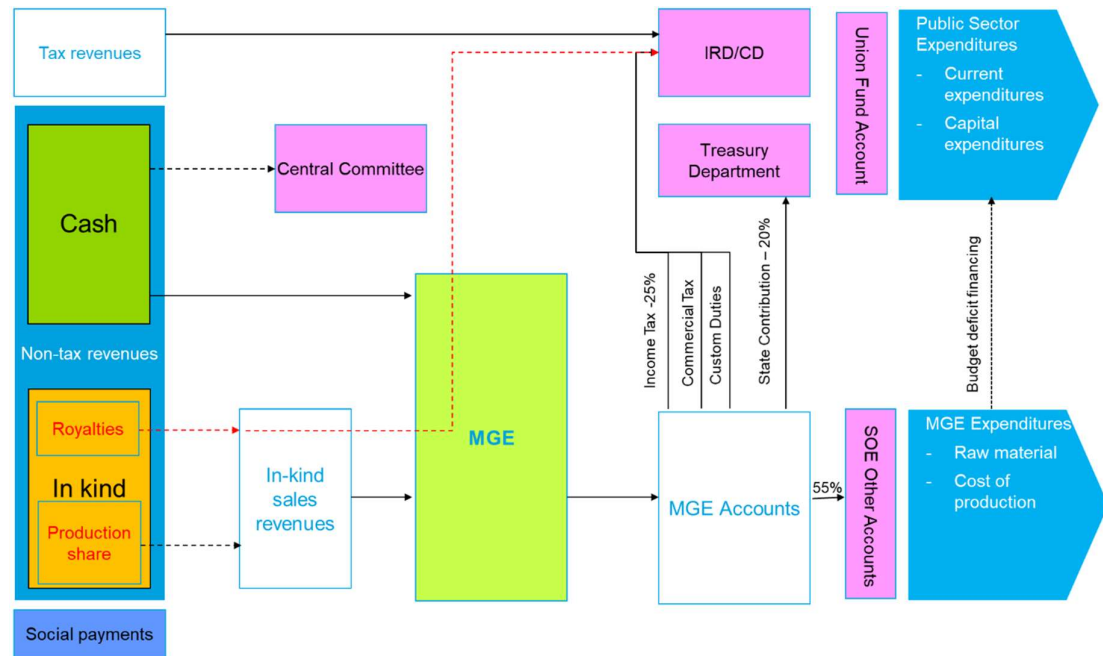 Tax revenues
IRD/CD
Union Fund Account
Public Sector
Expenditures
- Current
expenditures
- Capital
expenditures
Cash
Central Committee
Treasury
Department
Non-tax revenues
Income Tax -25%
Commercial Tax
Custom Duties
State Contribution – 20%
Budget deficit financing
Royalties
In kind
Production
share
In-kind
sales
revenues
MGE
MGE Accounts
55%
SOE Other Accounts
MGE Expenditures
- Raw material
- Cost of
production
Social payments